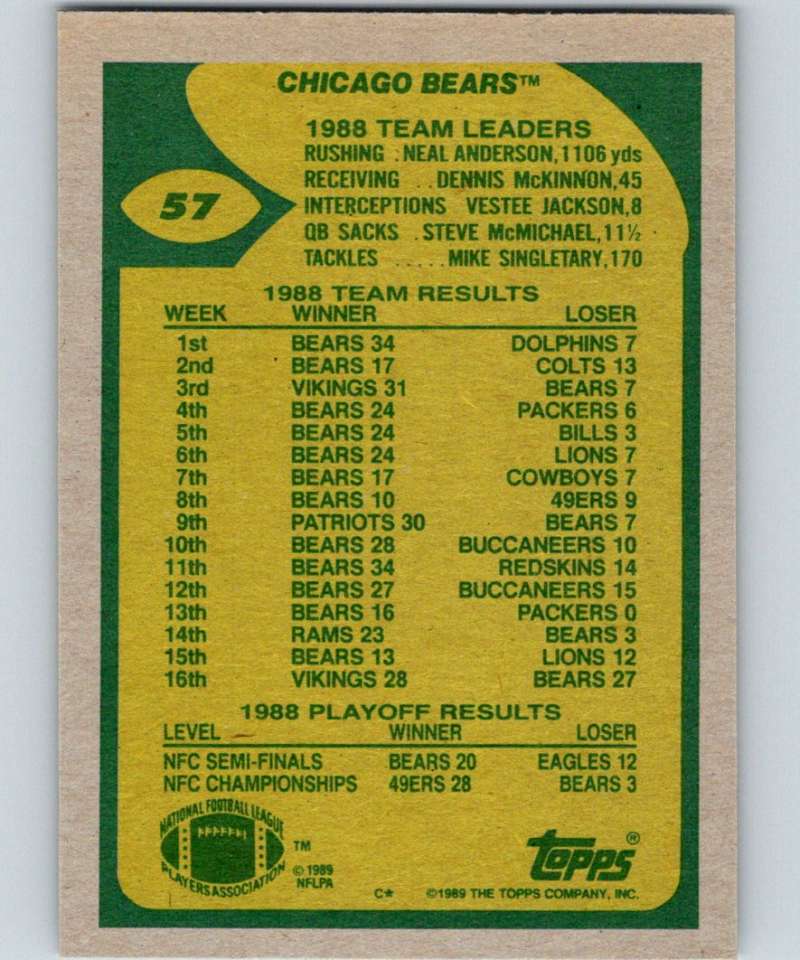 CHICAGO BEARS™
1988 TEAM LEADERS
57
RUSHING . NEAL ANDERSON, 1106 yds
RECEIVING . . DENNIS McKINNON, 45
INTERCEPTIONS VESTEE JACKSON, 8
QB SACKS . STEVE McMICHAEL, 11½
TACKLES . . . . . MIKE SINGLETARY, 170
1988 TEAM RESULTS
WEEK WINNER LOSER
1st BEARS 34 DOLPHINS 7
2nd BEARS 17 COLTS 13
3rd VIKINGS 31 BEARS 7
4th BEARS 24 PACKERS 6
5th BEARS 24 BILLS 3
6th BEARS 24 LIONS 7
7th BEARS 17 COWBOYS 7
8th BEARS 10 49ERS 9
9th PATRIOTS 30 BEARS 7
10th BEARS 28 BUCCANEERS 10
11th BEARS 34 REDSKINS 14
12th BEARS 27 BUCCANEERS 15
13th BEARS 16 PACKERS 0
14th RAMS 23 BEARS 3
15th BEARS 13 LIONS 12
16th VIKINGS 28 BEARS 27
1988 PLAYOFF RESULTS
LEVEL WINNER LOSER
NFC SEMI-FINALS BEARS 20 EAGLES 12
NFC CHAMPIONSHIPS 49ERS 28 BEARS 3
NATIONAL FOOTBALL LEAGUE
PLAYERS ASSOCIATION
™
© 1989
NFLPA
topps®
C* ©1989 THE TOPPS COMPANY, INC.